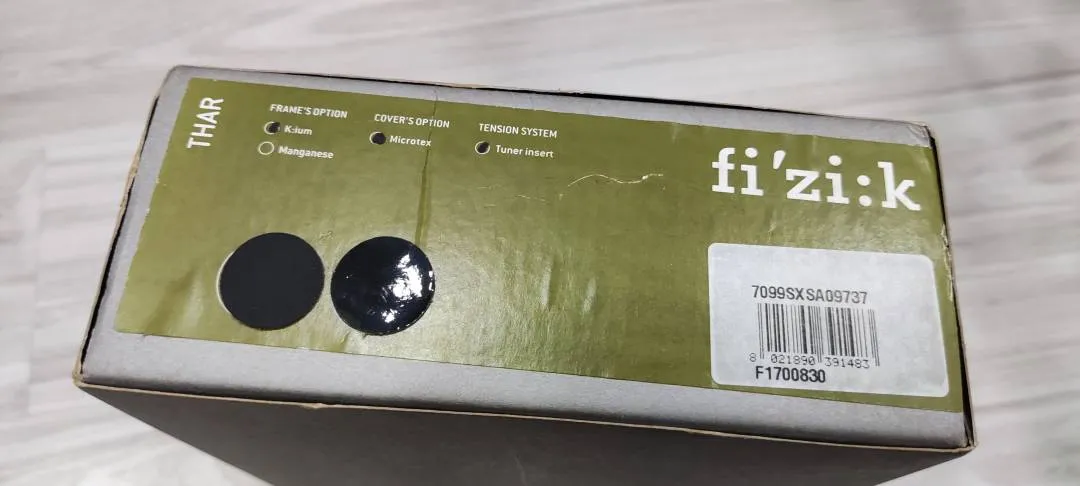 THAR
FRAME'S OPTION
K:ium
Manganese
COVER'S OPTION
Microtex
TENSION SYSTEM
Tuner insert
fi'zi:k
7099SXSA09737
8 021890 391483
F1700830